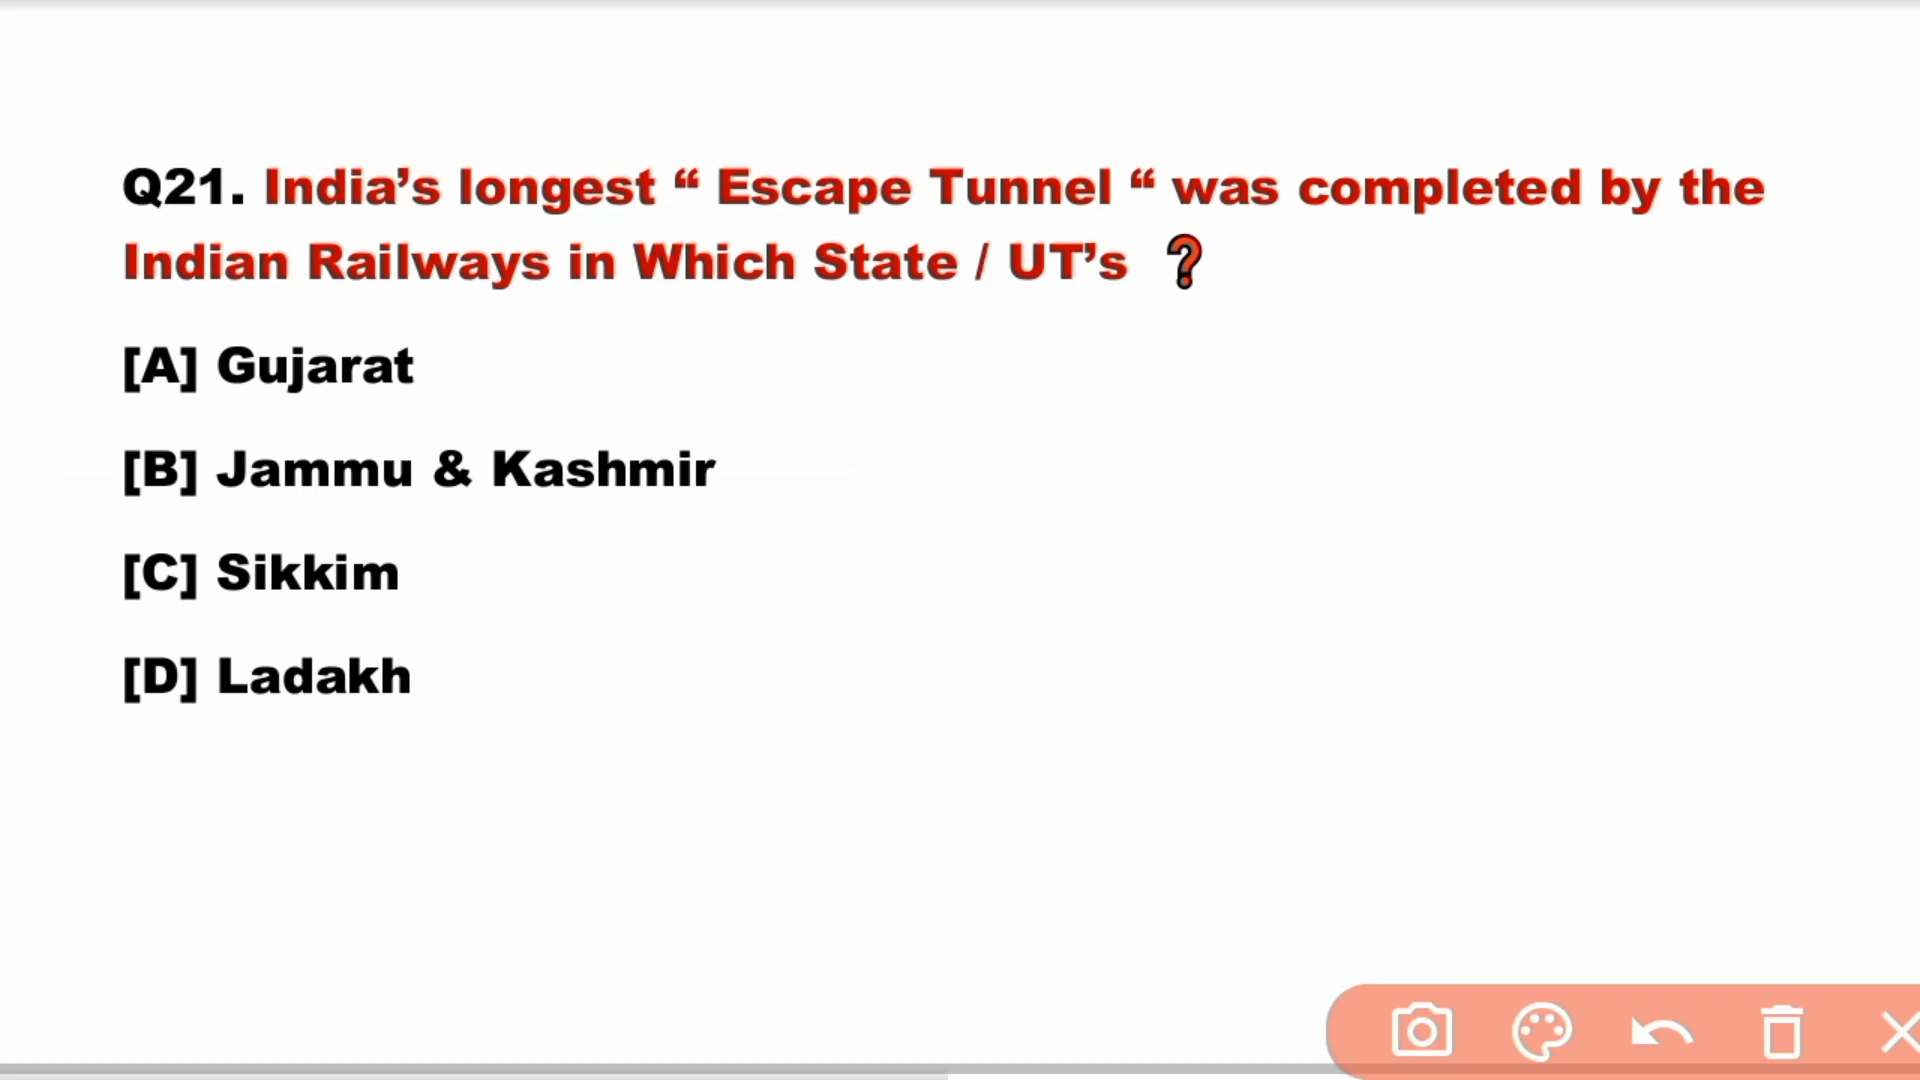 Q21. India’s longest “ Escape Tunnel “ was completed by the
Indian Railways in Which State / UT’s ❓
[A] Gujarat
[B] Jammu & Kashmir
[C] Sikkim
[D] Ladakh